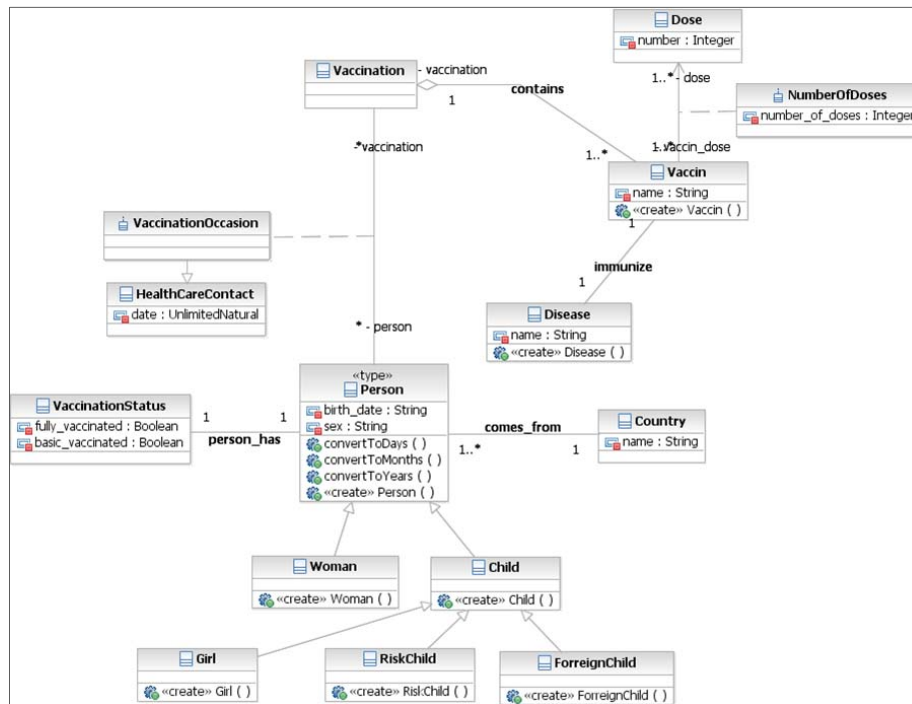 Dose
number : Integer
Vaccination
- vaccination
1
contains
1..* - dose
NumberOfDoses
number_of_doses : Integer
-*vaccination
1..*
1..*
- vaccin_dose
Vaccin
name : String
«create» Vaccin ( )
1
VaccinationOccasion
immunize
1
HealthCareContact
date : UnlimitedNatural
Disease
name : String
«create» Disease ( )
* - person
«type»
Person
birth_date : String
sex : String
convertToDays ( )
convertToMonths ( )
convertToYears ( )
«create» Person ( )
VaccinationStatus
fully_vaccinated : Boolean
basic_vaccinated : Boolean
1
1
person_has
comes_from
1..*
1
Country
name : String
Woman
«create» Woman ( )
Child
«create» Child ( )
Girl
«create» Girl ( )
RiskChild
«create» RiskChild ( )
ForreignChild
«create» ForreignChild ( )